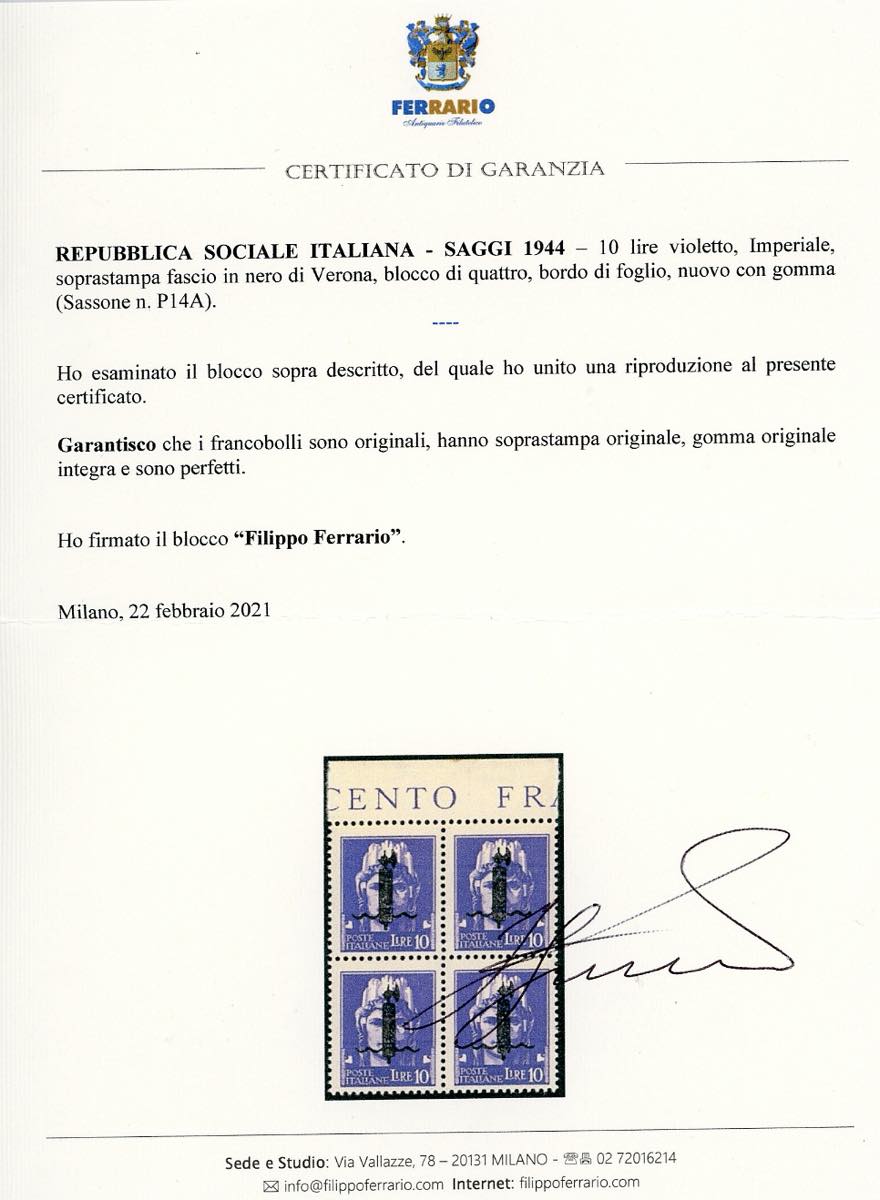 FERRARIO
Antiquario Filatelico
CERTIFICATO DI GARANZIA
REPUBBLICA SOCIALE ITALIANA - SAGGI 1944 – 10 lire violetto, Imperiale,
soprastampa fascio in nero di Verona, blocco di quattro, bordo di foglio, nuovo con gomma
(Sassone n. P14A).
----
Ho esaminato il blocco sopra descritto, del quale ho unito una riproduzione al presente
certificato.
Garantisco che i francobolli sono originali, hanno soprastampa originale, gomma originale
integra e sono perfetti.
Ho firmato il blocco “Filippo Ferrario”.
Milano, 22 febbraio 2021
CENTO FRA
POSTE ITALIANE LIRE 10 POSTE ITALIANE LIRE 10
POSTE ITALIANE LIRE 10 POSTE ITALIANE LIRE 10
Sede e Studio: Via Vallazze, 78 – 20131 MILANO - 02 72016214
info@filippoferrario.com Internet: filippoferrario.com